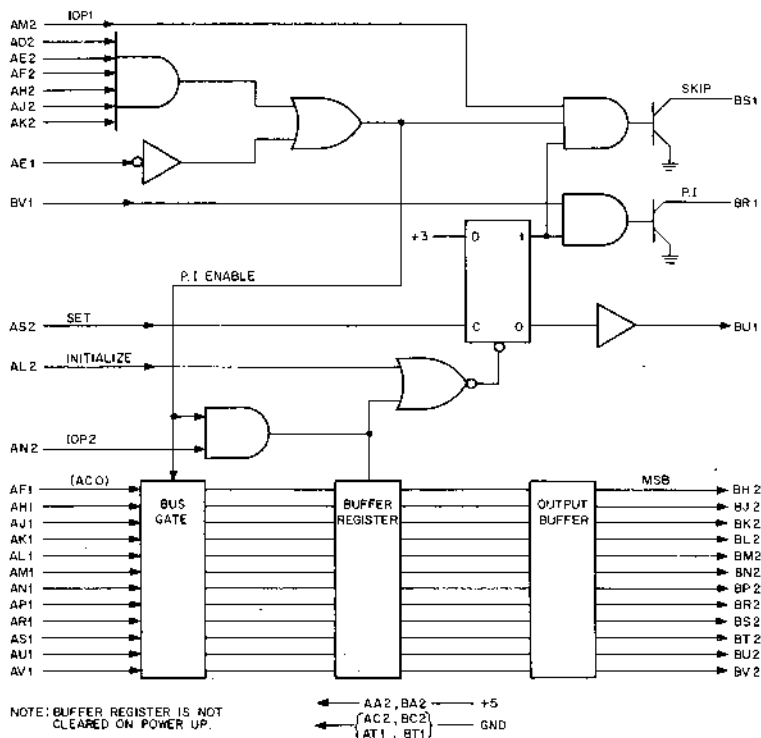 AM2 IOP1
AD2
AE2
AF2
AH2
AJ2
AK2
SKIP BS1
AE1
BV1 P.I BR1
+3 D 1
P.I ENABLE
AS2 SET C 0 BU1
AL2 INITIALIZE
AN2 IOP2
AF1 (AC0) MSB BH2
AH1 BUS GATE BUFFER REGISTER OUTPUT BUFFER BJ2
AJ1 BK2
AK1 BL2
AL1 BM2
AM1 BN2
AN1 BP2
AP1 BR2
AR1 BS2
AS1 BT2
AU1 BU2
AV1 BV2
NOTE: BUFFER REGISTER IS NOT
CLEARED ON POWER UP.
AA2, BA2 +5
AC2, BC2
AT1, BT1 GND